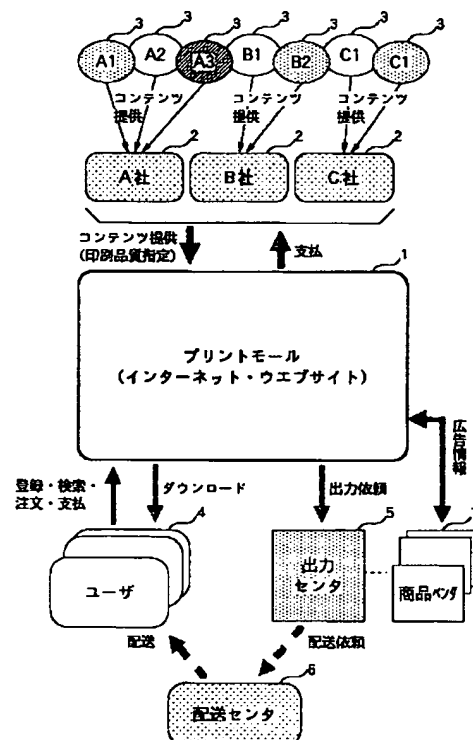 3 3 3 3 3 3 3
A1 A2 A3 B1 B2 C1 C1
コンテンツ
提供
コンテンツ
提供
コンテンツ
提供
2 2 2
A社 B社 C社
コンテンツ提供
(印刷品質指定)
支払
1
プリントモール
(インターネット・ウエブサイト)
広告情報
登録・検索・
注文・支払
ダウンロード
出力依頼
4
5
ユーザ
出力
センタ
商品ベンダ
配送
配送依頼
6
配送センタ